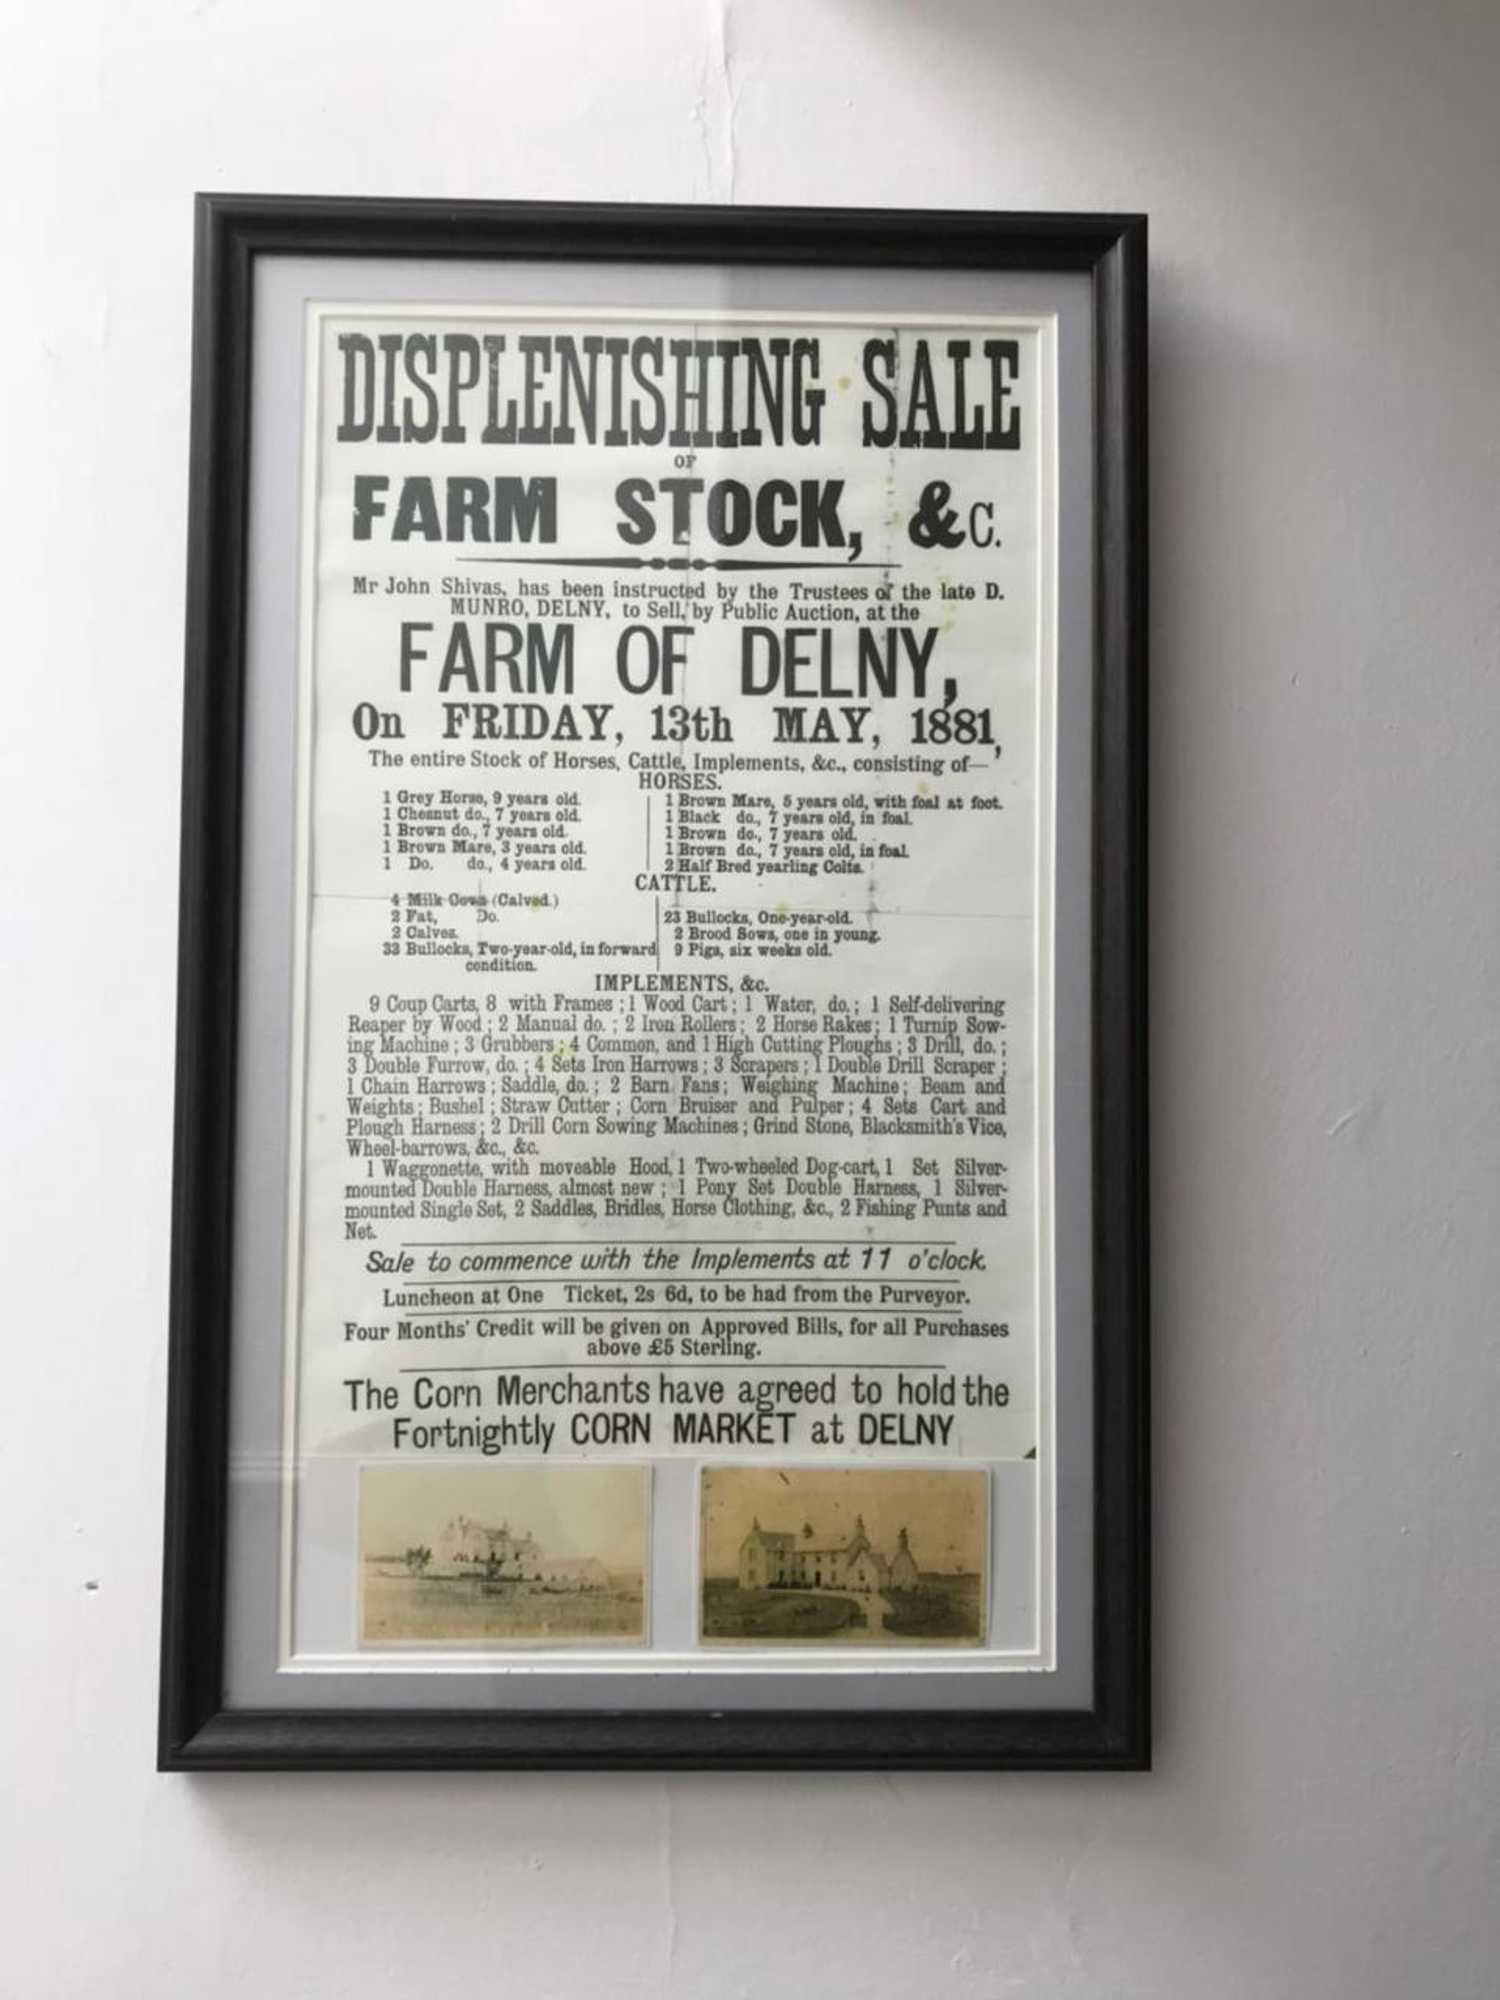 DISPLENISHING SALE
OF
FARM STOCK, &C.
Mr John Shivas, has been instructed by the Trustees of the late D.
MUNRO, DELNY, to Sell, by Public Auction, at the
FARM OF DELNY,
On FRIDAY, 13th MAY, 1881,
The entire Stock of Horses, Cattle, Implements, &c., consisting of—
HORSES.
1 Grey Horse, 9 years old.
1 Chesnut do., 7 years old.
1 Brown do., 7 years old.
1 Brown Mare, 3 years old.
1 Do. do., 4 years old.
1 Brown Mare, 5 years old, with foal at foot.
1 Black do., 7 years old, in foal.
1 Brown do., 7 years old.
1 Brown do., 7 years old, in foal.
2 Half Bred yearling Colts.
CATTLE.
4 Milk Cows (Calved.)
2 Fat, Do.
2 Calves.
33 Bullocks, Two-year-old, in forward
condition.
23 Bullocks, One-year-old.
2 Brood Sows, one in young.
9 Pigs, six weeks old.
IMPLEMENTS, &c.
9 Coup Carts, 8 with Frames ; 1 Wood Cart ; 1 Water, do. ; 1 Self-delivering
Reaper by Wood ; 2 Manual do. ; 2 Iron Rollers ; 2 Horse Rakes ; 1 Turnip Sow-
ing Machine ; 3 Grubbers ; 4 Common, and 1 High Cutting Ploughs ; 3 Drill, do. ;
3 Double Furrow, do. ; 4 Sets Iron Harrows ; 3 Scrapers ; 1 Double Drill Scraper ;
1 Chain Harrows ; Saddle, do. ; 2 Barn Fans ; Weighing Machine ; Beam and
Weights ; Bushel ; Straw Cutter ; Corn Bruiser and Pulper ; 4 Sets Cart and
Plough Harness ; 2 Drill Corn Sowing Machines ; Grind Stone, Blacksmith's Vice,
Wheel-barrows, &c., &c.
1 Waggonette, with moveable Hood, 1 Two-wheeled Dog-cart, 1 Set Silver-
mounted Double Harness, almost new ; 1 Pony Set Double Harness, 1 Silver-
mounted Single Set, 2 Saddles, Bridles, Horse Clothing, &c., 2 Fishing Punts and
Net.
Sale to commence with the Implements at 11 o'clock.
Luncheon at One Ticket, 2s 6d, to be had from the Purveyor.
Four Months' Credit will be given on Approved Bills, for all Purchases
above £5 Sterling.
The Corn Merchants have agreed to hold the
Fortnightly CORN MARKET at DELNY